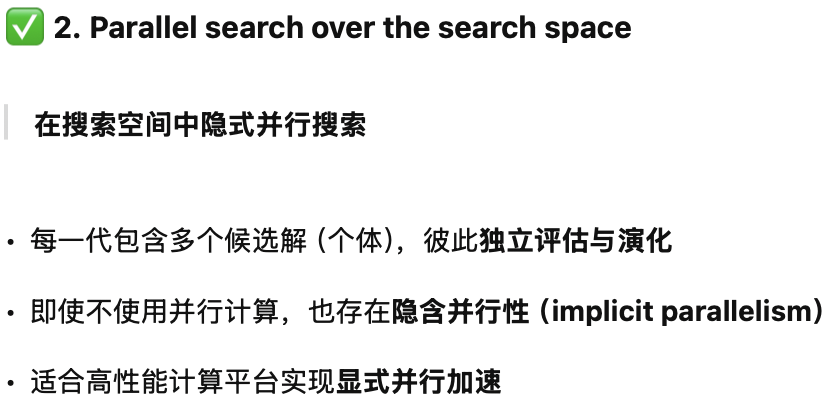 ✅ 2. Parallel search over the search space
在搜索空间中隐式并行搜索
• 每一代包含多个候选解（个体），彼此独立评估与演化
• 即使不使用并行计算，也存在隐含并行性（implicit parallelism）
• 适合高性能计算平台实现显式并行加速